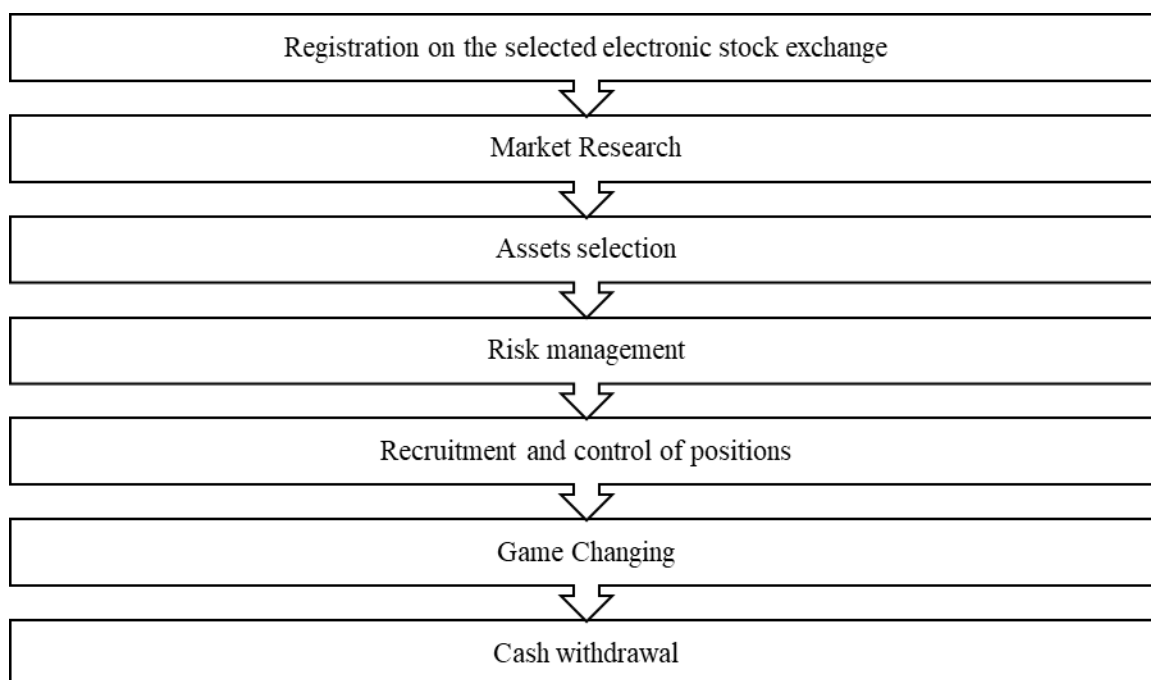 Registration on the selected electronic stock exchange
Market Research
Assets selection
Risk management
Recruitment and control of positions
Game Changing
Cash withdrawal